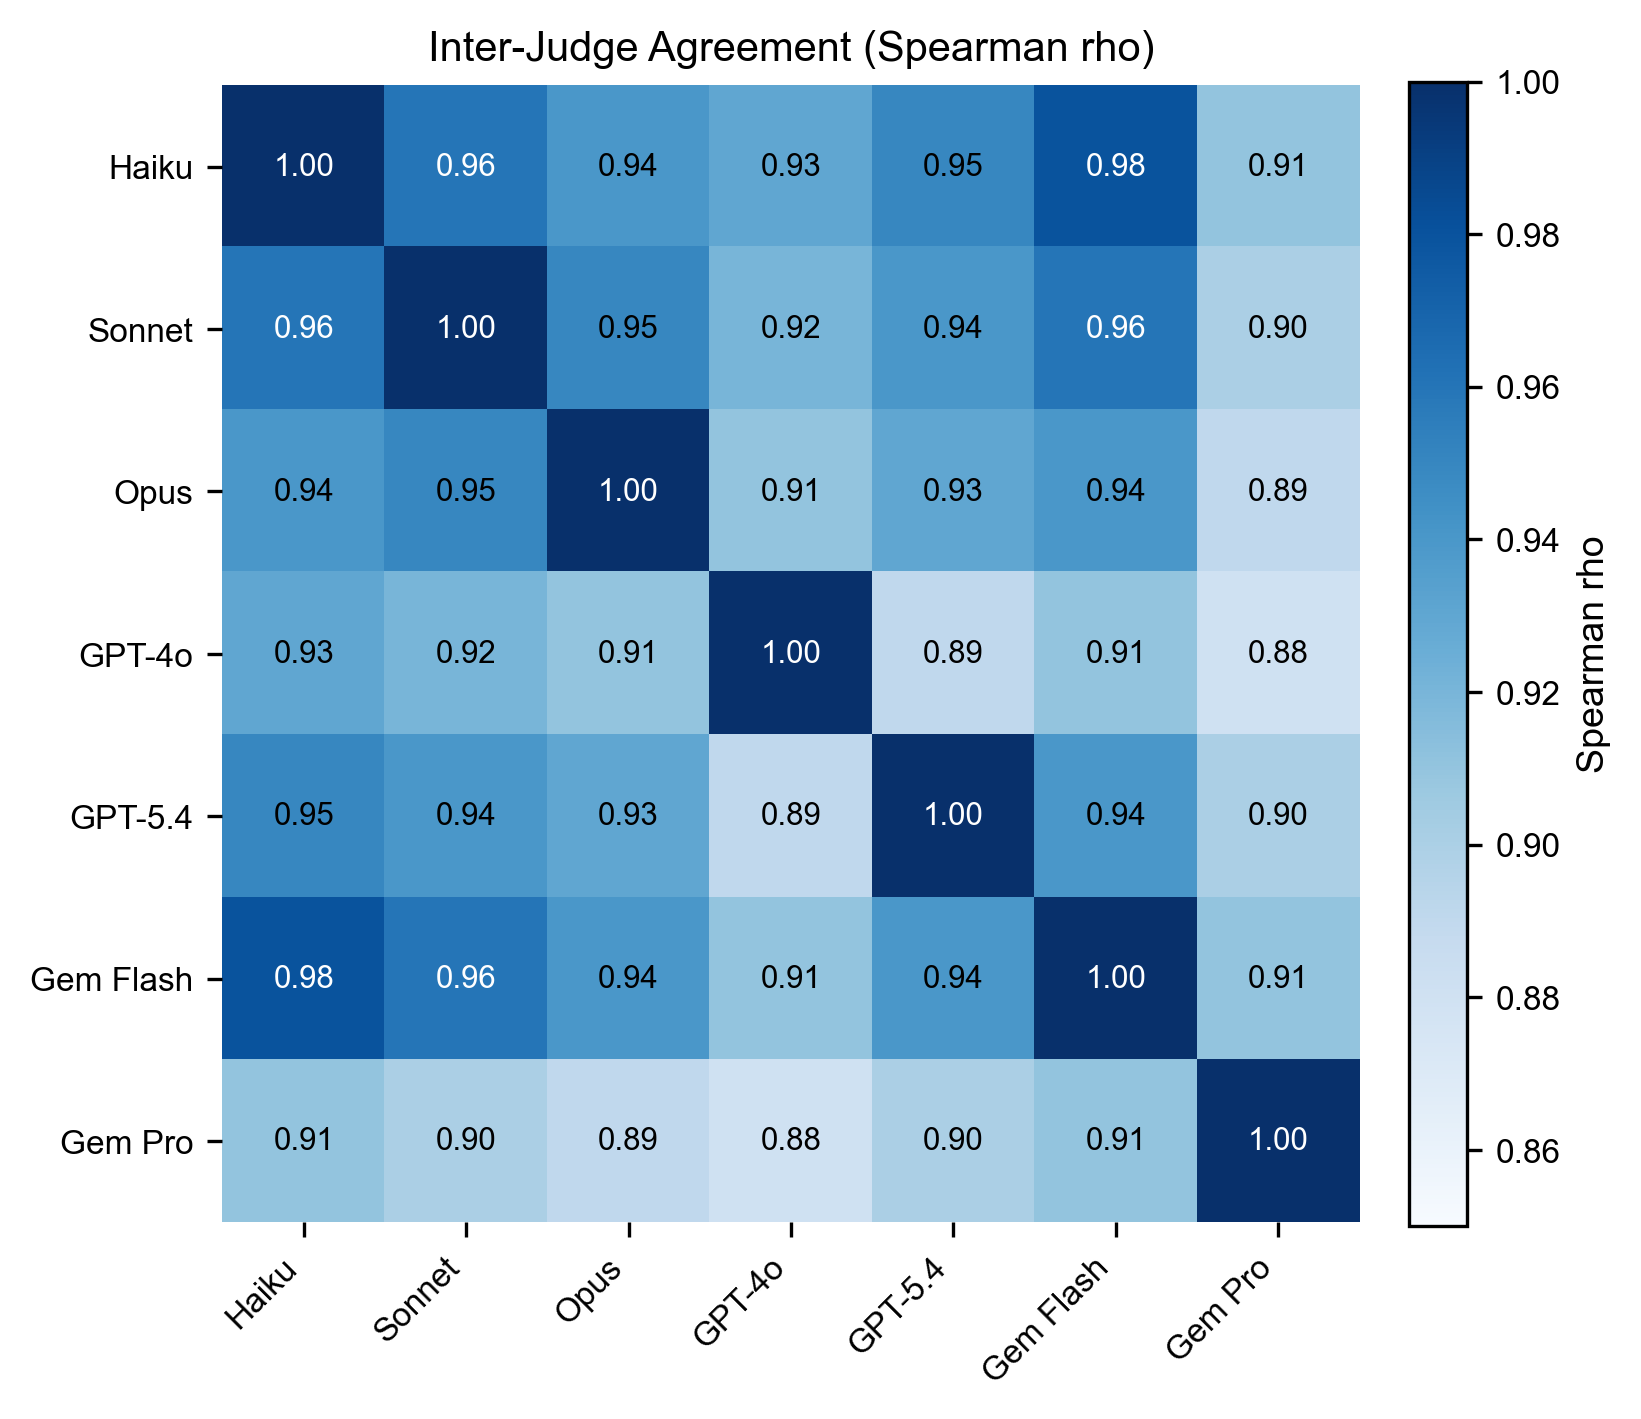 Inter-Judge Agreement (Spearman rho)
Haiku 1.00 0.96 0.94 0.93 0.95 0.98 0.91
Sonnet 0.96 1.00 0.95 0.92 0.94 0.96 0.90
Opus 0.94 0.95 1.00 0.91 0.93 0.94 0.89
GPT-4o 0.93 0.92 0.91 1.00 0.89 0.91 0.88
GPT-5.4 0.95 0.94 0.93 0.89 1.00 0.94 0.90
Gem Flash 0.98 0.96 0.94 0.91 0.94 1.00 0.91
Gem Pro 0.91 0.90 0.89 0.88 0.90 0.91 1.00
Haiku Sonnet Opus GPT-4o GPT-5.4 Gem Flash Gem Pro
1.00
0.98
0.96
0.94
0.92
0.90
0.88
0.86
Spearman rho